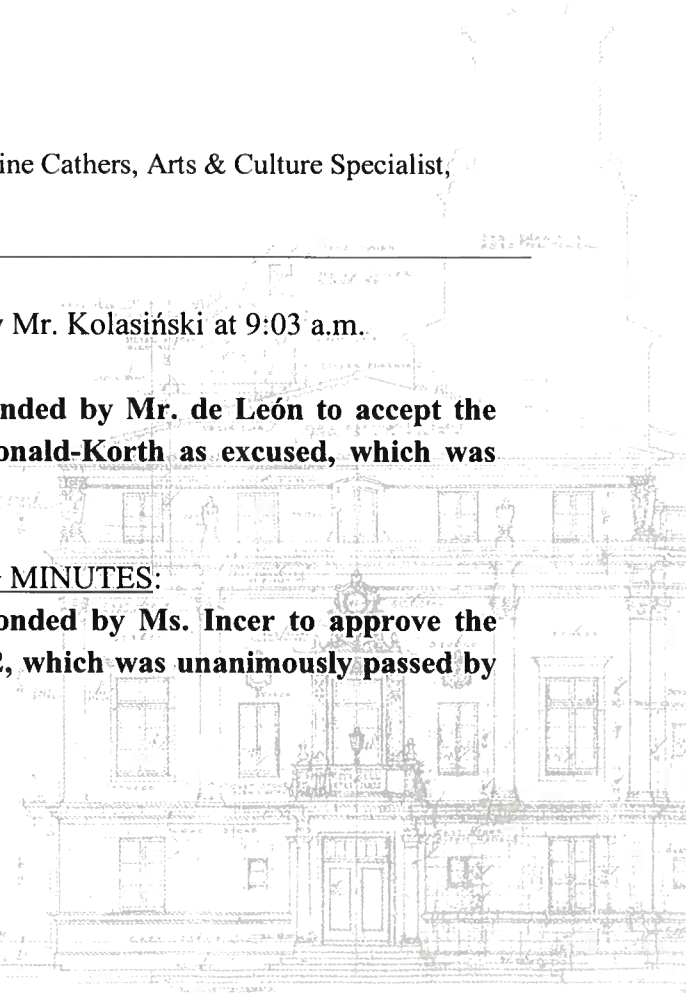 ine Cathers, Arts & Culture Specialist,
Mr. Kolasiński at 9:03 a.m.
nded by Mr. de León to accept the
onald-Korth as excused, which was
MINUTES:
onded by Ms. Incer to approve the
, which was unanimously passed by